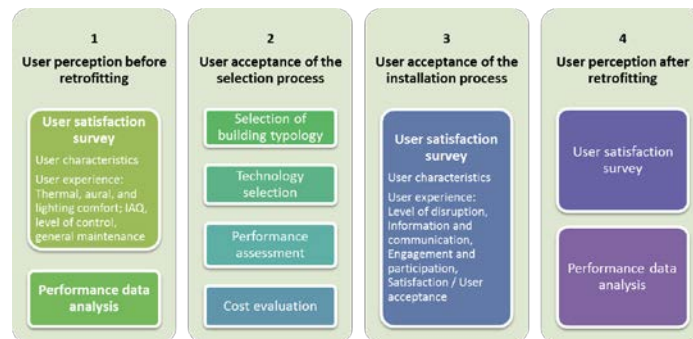 1
User perception before
retrofitting
User satisfaction
survey
User characteristics
User experience:
Thermal, aural, and
lighting comfort; IAQ,
level of control,
general maintenance
Performance data
analysis
2
User acceptance of the
selection process
Selection of
building typology
Technology
selection
Performance
assessment
Cost evaluation
3
User acceptance of the
installation process
User satisfaction
survey
User characteristics
User experience:
Level of disruption,
Information and
communication,
Engagement and
participation,
Satisfaction / User
acceptance
4
User perception after
retrofitting
User satisfaction
survey
Performance data
analysis